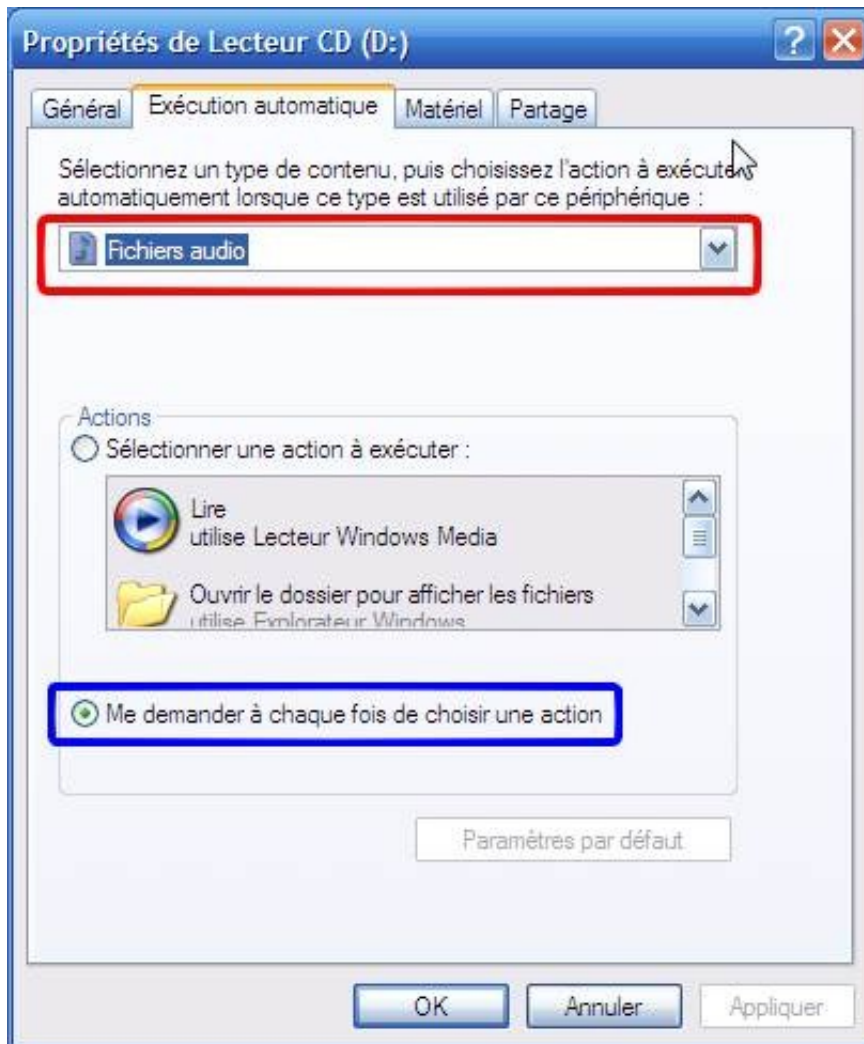 Propriétés de Lecteur CD (D:)
Général Exécution automatique Matériel Partage
Sélectionnez un type de contenu, puis choisissez l'action à exécuter
automatiquement lorsque ce type est utilisé par ce périphérique :
Fichiers audio
Actions
Sélectionner une action à exécuter :
Lire
utilise Lecteur Windows Media
Ouvrir le dossier pour afficher les fichiers
utilise Explorateur Windows
Me demander à chaque fois de choisir une action
Paramètres par défaut
OK Annuler Appliquer